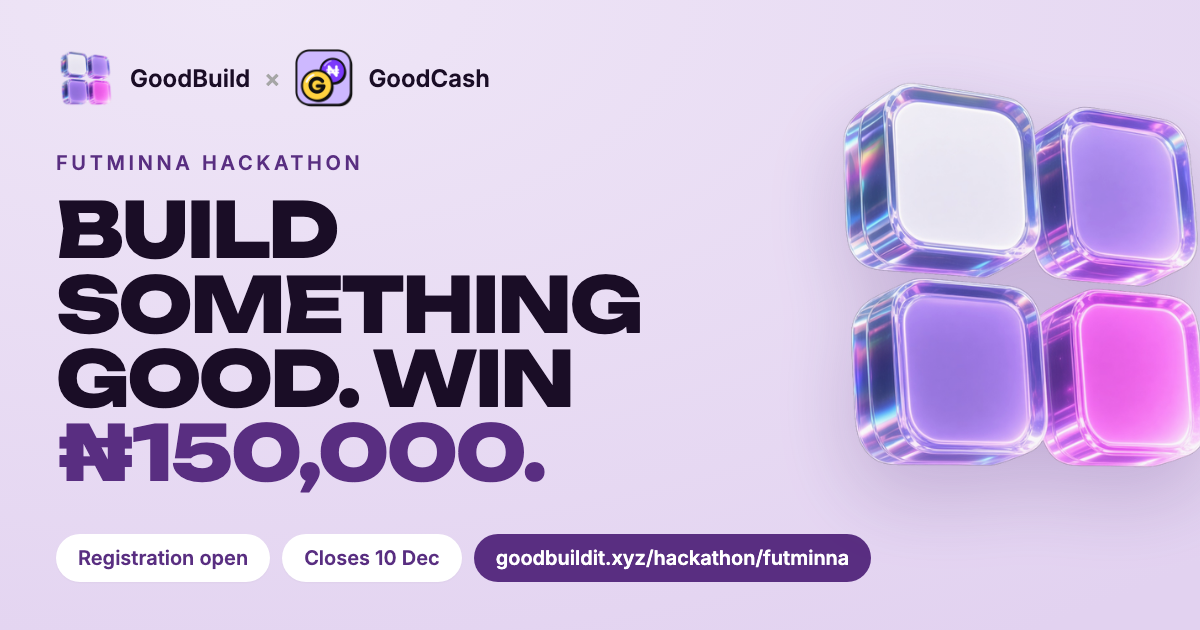 GoodBuild × GoodCash
FUTMINNA HACKATHON
BUILD
SOMETHING
GOOD. WIN
₦150,000.
Registration open
Closes 10 Dec
goodbuildit.xyz/hackathon/futminna